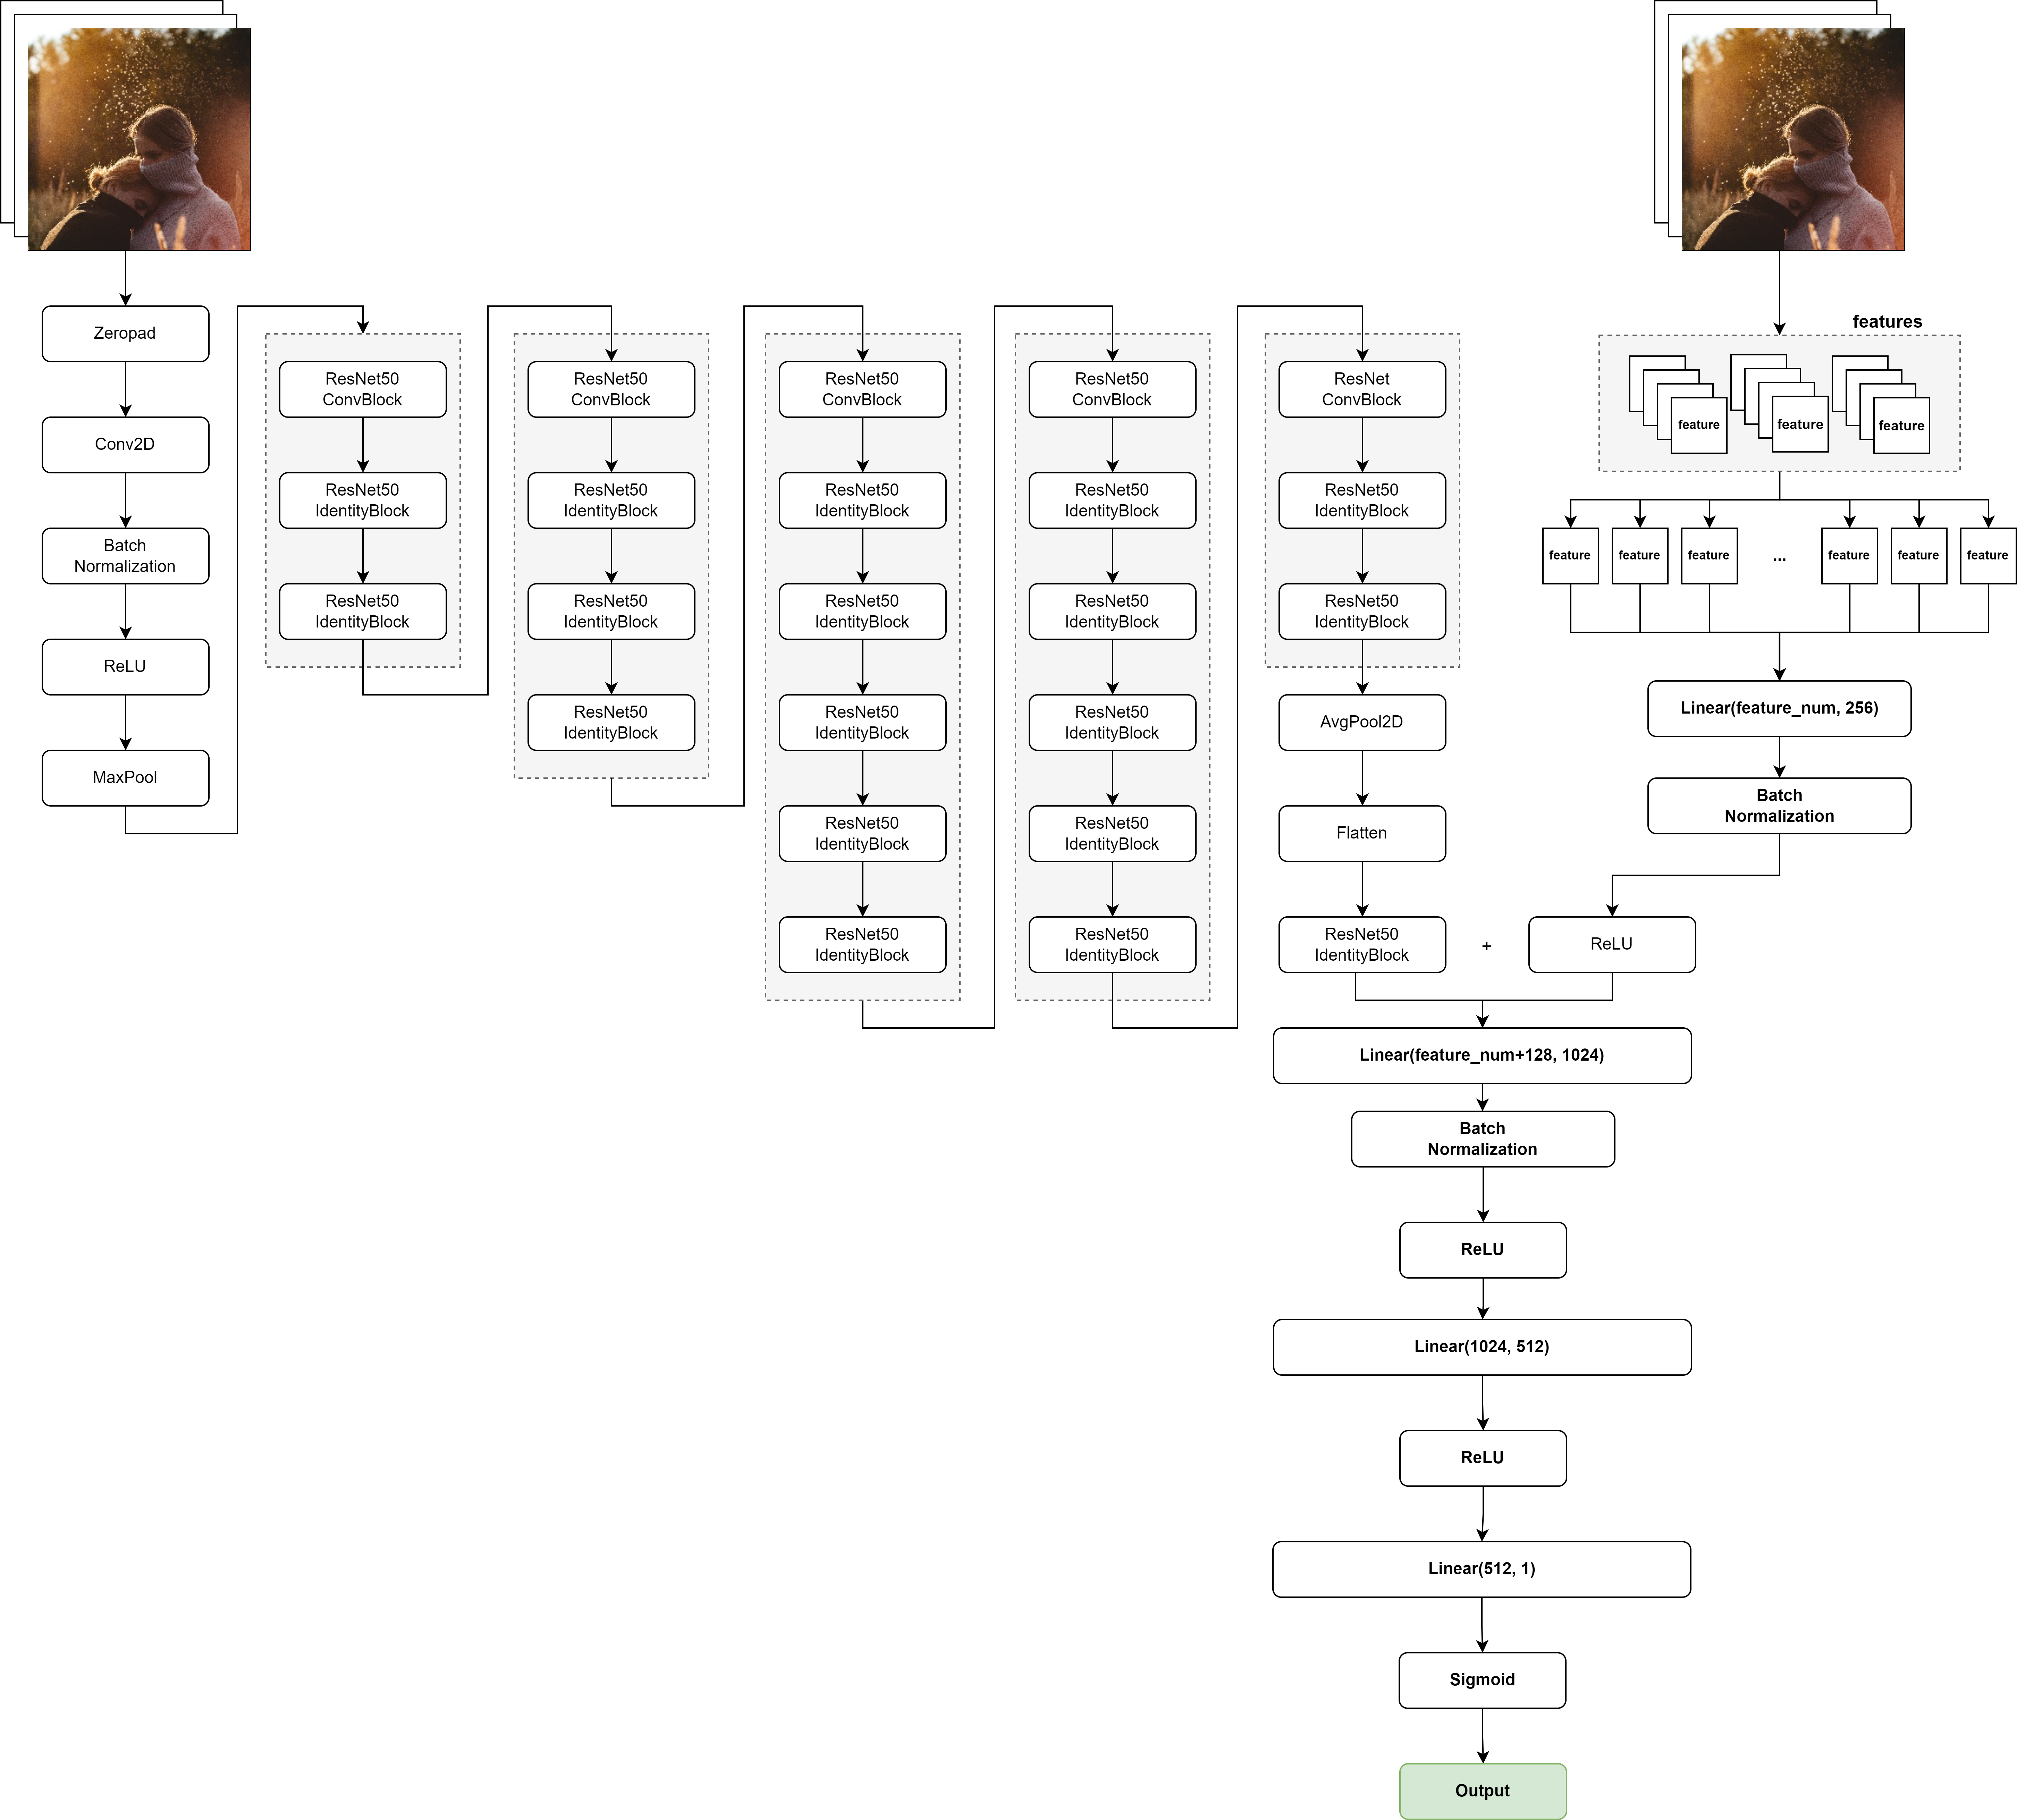 Zeropad
Conv2D
Batch
Normalization
ReLU
MaxPool
ResNet50
ConvBlock
ResNet50
IdentityBlock
ResNet50
IdentityBlock
ResNet50
ConvBlock
ResNet50
IdentityBlock
ResNet50
IdentityBlock
ResNet50
IdentityBlock
ResNet50
ConvBlock
ResNet50
IdentityBlock
ResNet50
IdentityBlock
ResNet50
IdentityBlock
ResNet50
IdentityBlock
ResNet50
IdentityBlock
ResNet50
ConvBlock
ResNet50
IdentityBlock
ResNet50
IdentityBlock
ResNet50
IdentityBlock
ResNet50
IdentityBlock
ResNet50
IdentityBlock
ResNet
ConvBlock
ResNet50
IdentityBlock
ResNet50
IdentityBlock
AvgPool2D
Flatten
ResNet50
IdentityBlock
+
features
feature
feature
feature
feature
feature
feature
...
feature
feature
feature
Linear(feature_num, 256)
Batch
Normalization
ReLU
Linear(feature_num+128, 1024)
Batch
Normalization
ReLU
Linear(1024, 512)
ReLU
Linear(512, 1)
Sigmoid
Output